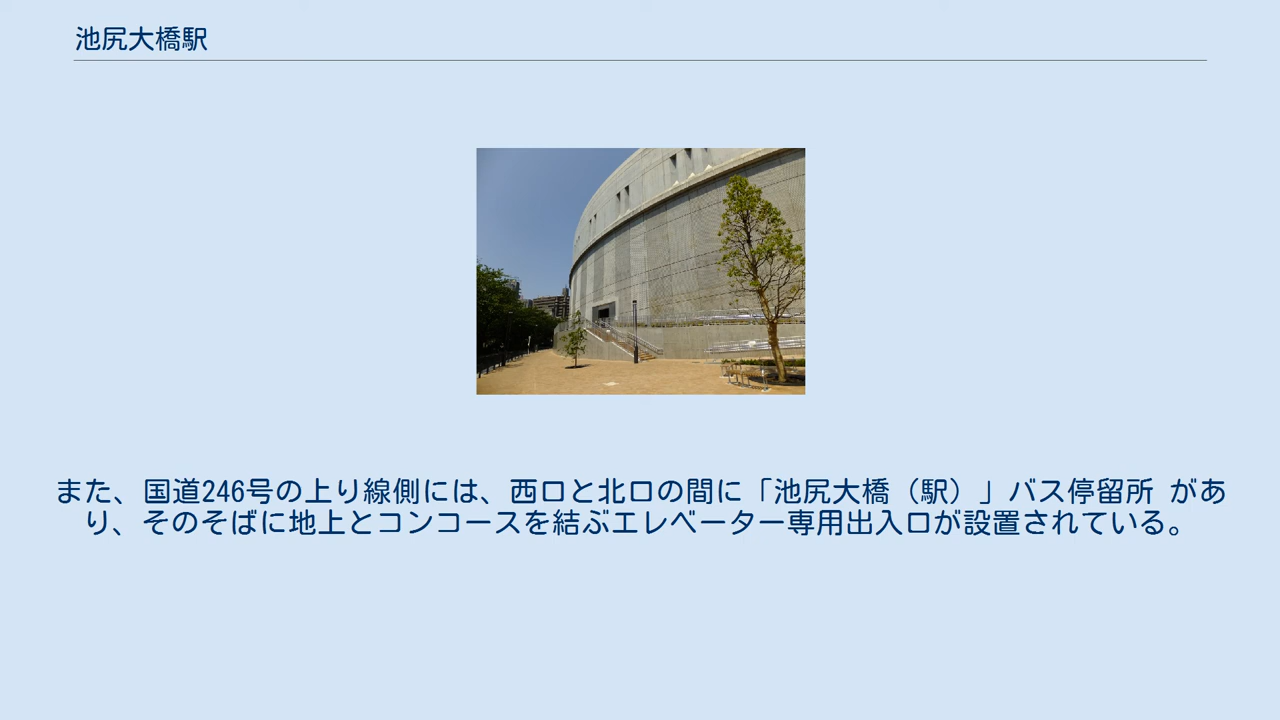 池尻大橋駅
また、国道246号の上り線側には、西口と北口の間に「池尻大橋（駅）」バス停留所 があ
り、そのそばに地上とコンコースを結ぶエレベーター専用出入口が設置されている。